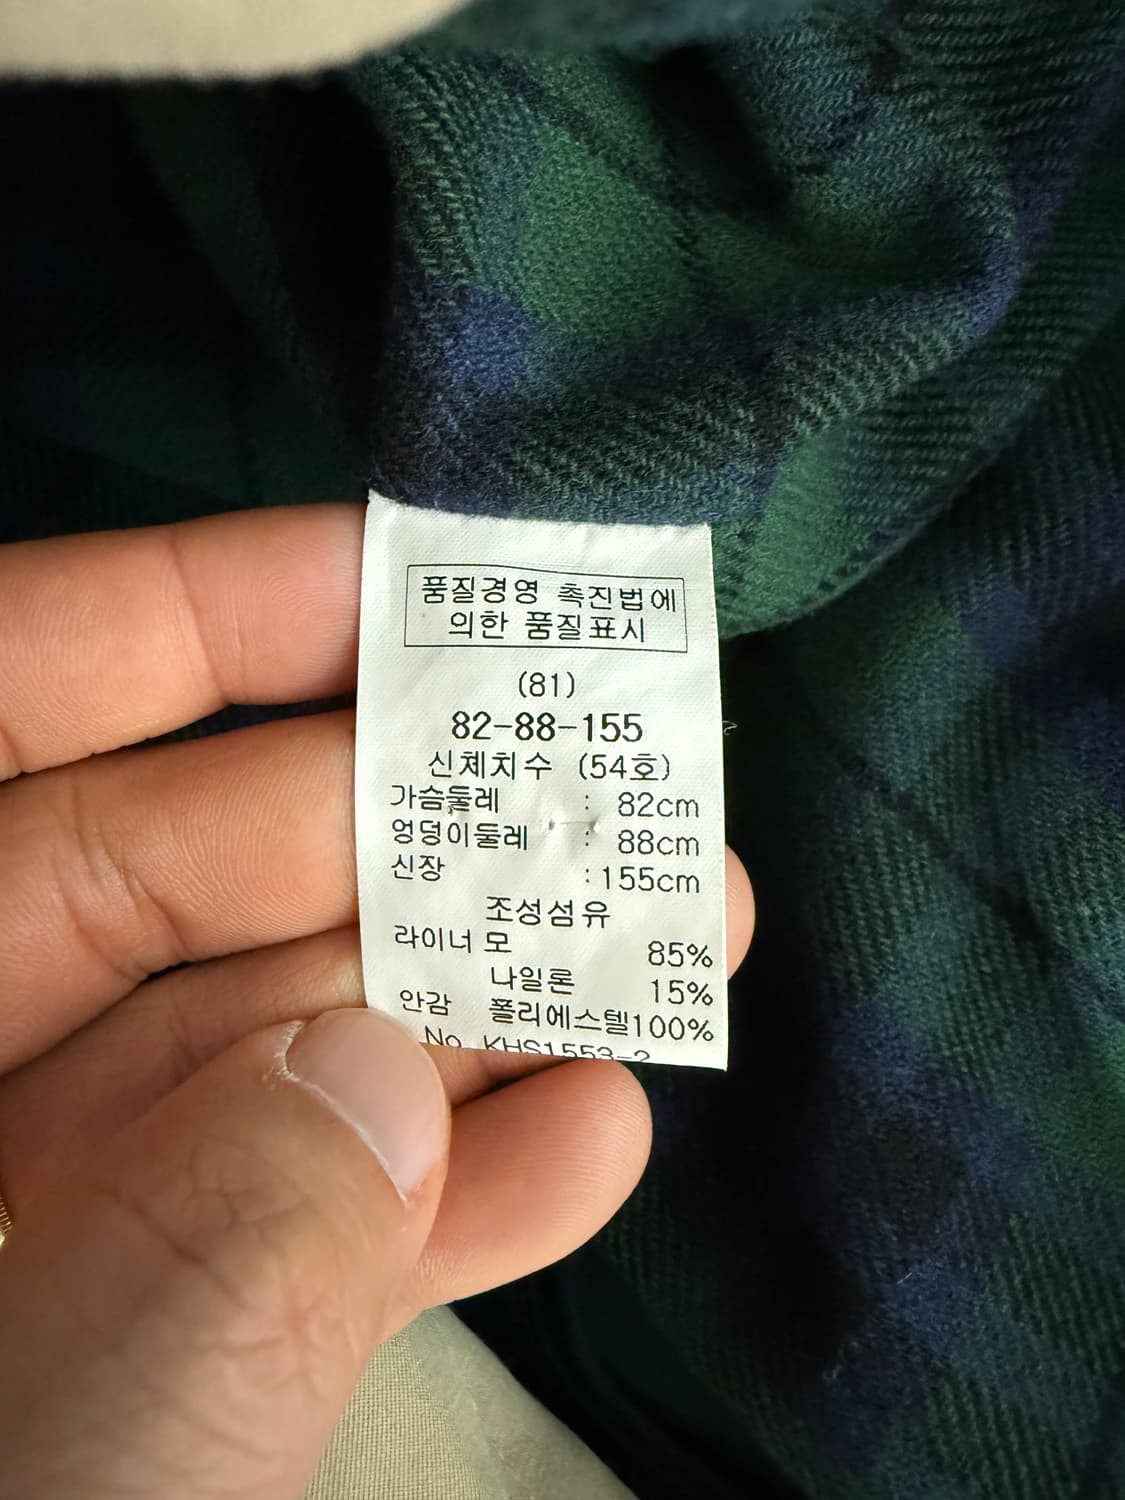 품질경영 촉진법에
의한 품질표시
(81)
82-88-155
신체치수 (54호)
가슴둘레 : 82cm
엉덩이둘레 : 88cm
신장 : 155cm
조성섬유
라이너 모 85%
나일론 15%
안감 폴리에스텔100%
No. KHS1553-2